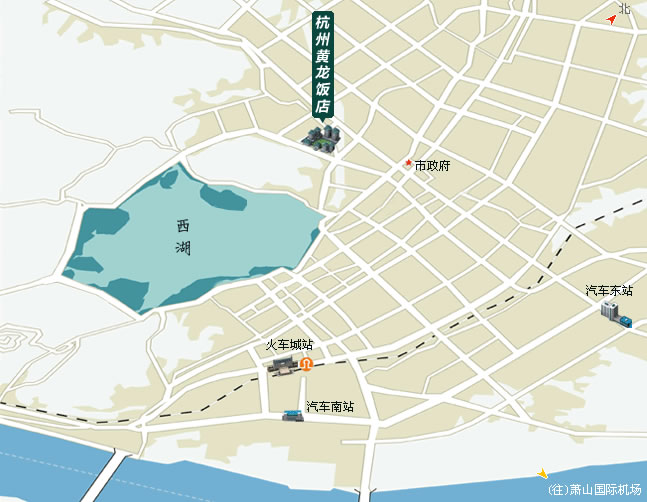 北
杭州黄龙饭店
市政府
西湖
汽车东站
火车城站
汽车南站
(往)萧山国际机场